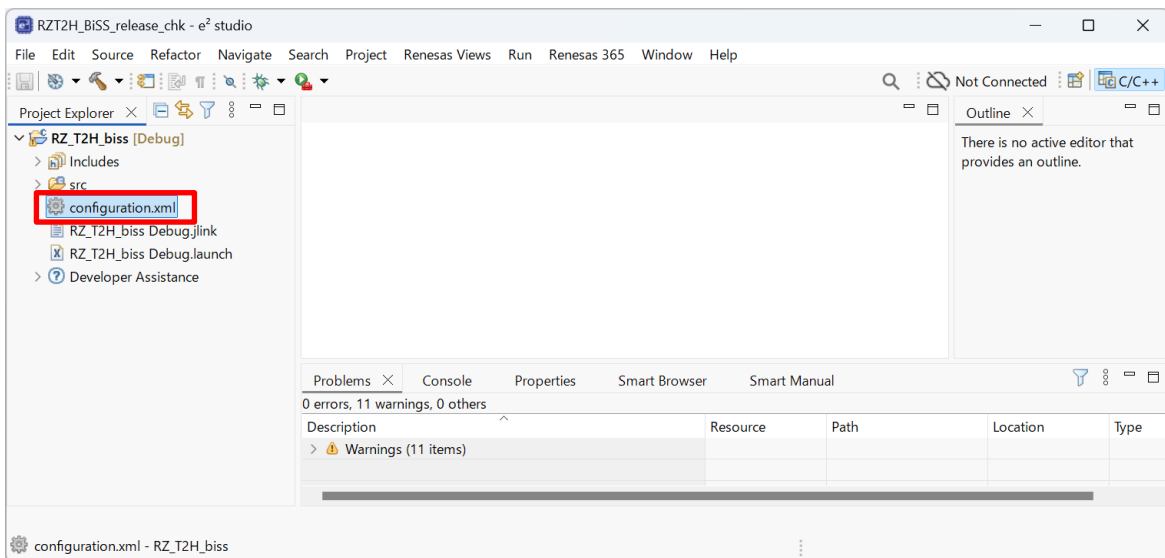 RZT2H_BiSS_release_chk - e² studio
File Edit Source Refactor Navigate Search Project Renesas Views Run Renesas 365 Window Help
Not Connected
C/C++
Project Explorer
Outline
RZ_T2H_biss [Debug]
There is no active editor that
provides an outline.
Includes
src
configuration.xml
RZ_T2H_biss Debug.jlink
RZ_T2H_biss Debug.launch
Developer Assistance
Problems Console Properties Smart Browser Smart Manual
0 errors, 11 warnings, 0 others
Description Resource Path Location Type
Warnings (11 items)
configuration.xml - RZ_T2H_biss